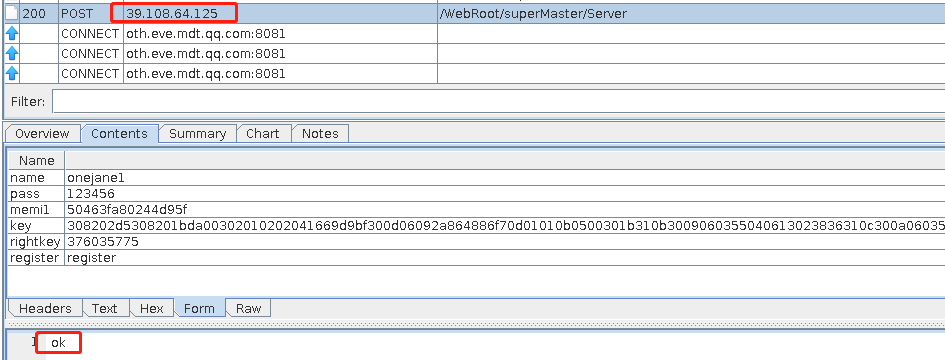 200 POST 39.108.64.125 /WebRoot/superMaster/Server
CONNECT oth.eve.mdt.qq.com:8081
CONNECT oth.eve.mdt.qq.com:8081
CONNECT oth.eve.mdt.qq.com:8081
Filter:
Overview Contents Summary Chart Notes
Name
name onejane1
pass 123456
memi1 50463fa80244d95f
key 308202d5308201bda00302010202041669d9bf300d06092a864886f70d01010b0500301b310b3009060355040613023836310c300a06035
rightkey 376035775
register register
Headers Text Hex Form Raw
1 ok